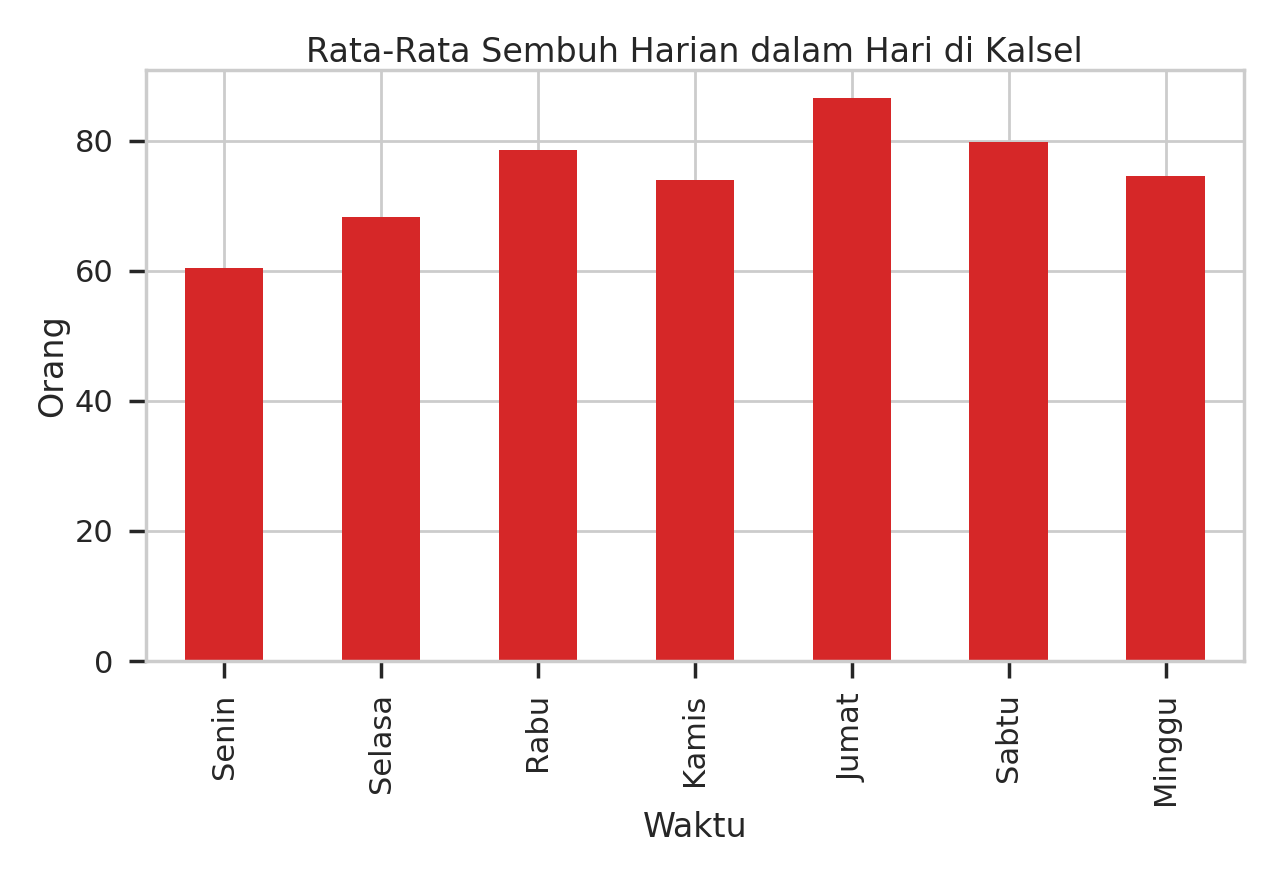 Rata-Rata Sembuh Harian dalam Hari di Kalsel
80
60
40
20
0
Orang
Senin
Selasa
Rabu
Kamis
Jumat
Sabtu
Minggu
Waktu